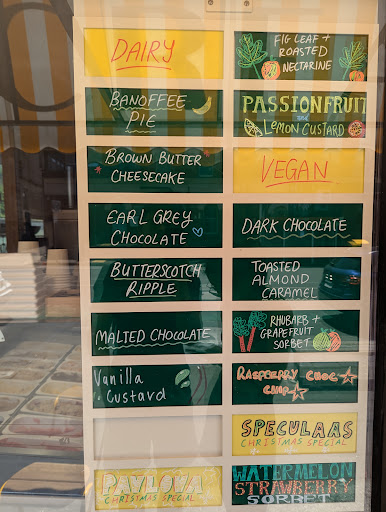 DAIRY
BANOFFEE
PIE
BROWN BUTTER
CHEESECAKE
EARL GREY
CHOCOLATE
BUTTERSCOTCH
RIPPLE
MALTED CHOCOLATE
Vanilla
Custard
PAVLOVA
CHRISTMAS SPECIAL
FIG LEAF +
ROASTED
NECTARINE
PASSIONFRUIT
LEMON CUSTARD
VEGAN
DARK CHOCOLATE
TOASTED
ALMOND
CARAMEL
RHUBARB +
GRAPEFRUIT
SORBET
RASPBERRY CHOC
CHIP
SPECULAAS
CHRISTMAS SPECIAL
WATERMELON
STRAWBERRY
SORBET